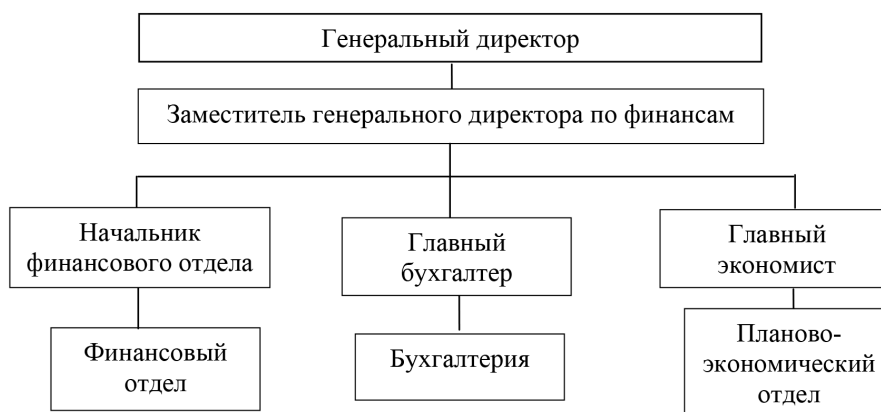 Генеральный директор
Заместитель генерального директора по финансам
Начальник
финансового отдела
Главный
бухгалтер
Главный
экономист
Финансовый
отдел
Бухгалтерия
Планово-
экономический
отдел